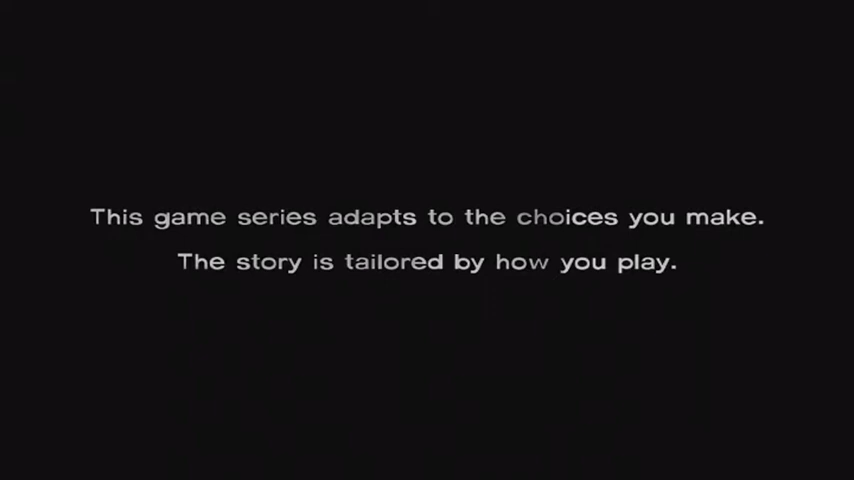 This game series adapts to the choices you make.
The story is tailored by how you play.